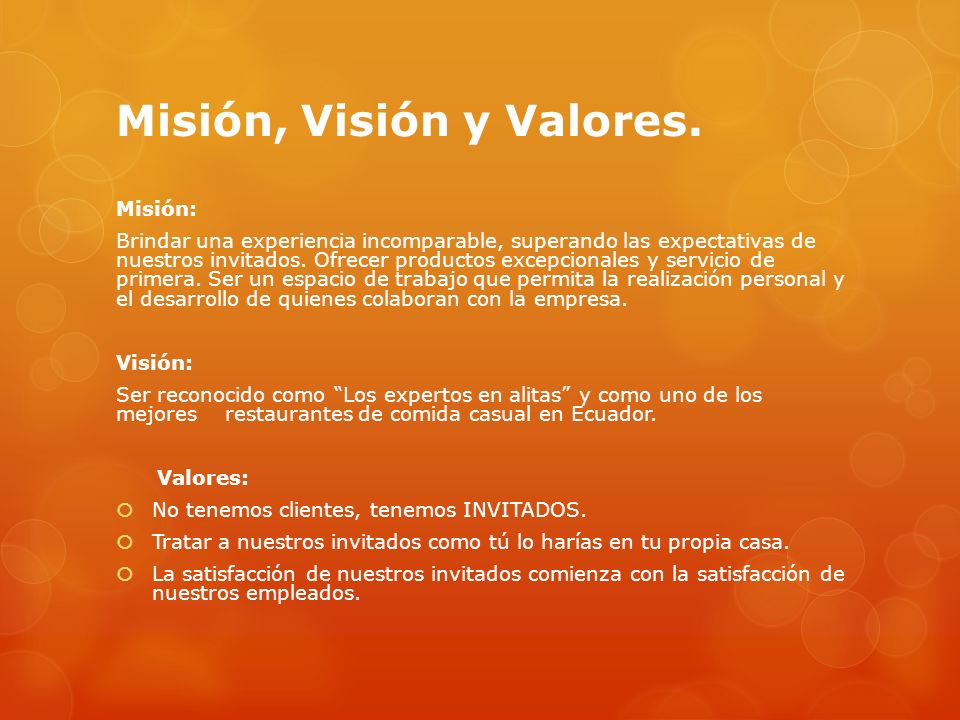 Misión, Visión y Valores.
Misión:
Brindar una experiencia incomparable, superando las expectativas de
nuestros invitados. Ofrecer productos excepcionales y servicio de
primera. Ser un espacio de trabajo que permita la realización personal y
el desarrollo de quienes colaboran con la empresa.
Visión:
Ser reconocido como “Los expertos en alitas” y como uno de los
mejores restaurantes de comida casual en Ecuador.
Valores:
No tenemos clientes, tenemos INVITADOS.
Tratar a nuestros invitados como tú lo harías en tu propia casa.
La satisfacción de nuestros invitados comienza con la satisfacción de
nuestros empleados.